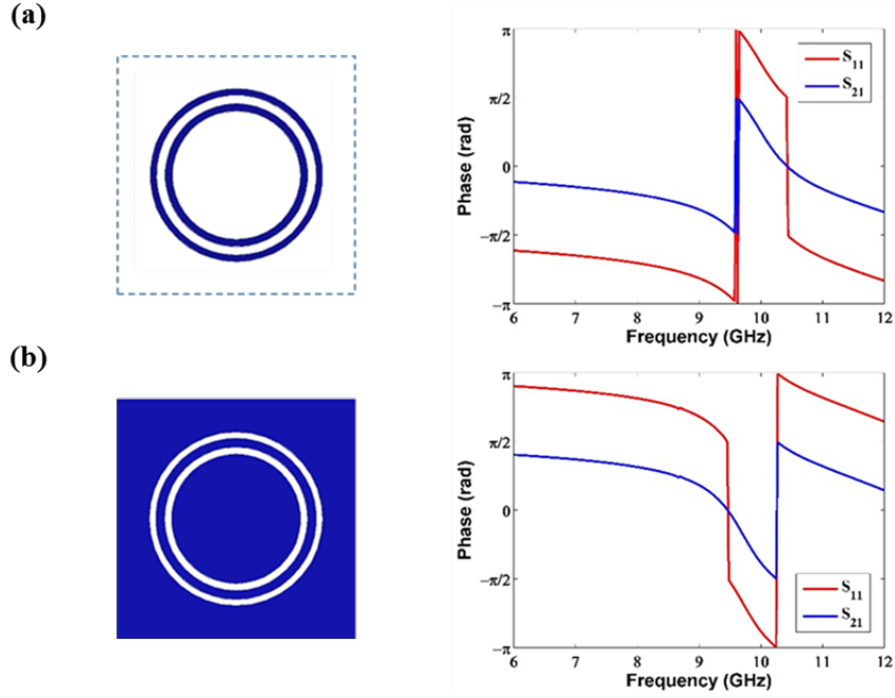 (a)
π
π/2
0
−π/2
−π
Phase (rad)
S11
S21
6 7 8 9 10 11 12
Frequency (GHz)
(b)
π
π/2
0
−π/2
−π
Phase (rad)
S11
S21
6 7 8 9 10 11 12
Frequency (GHz)